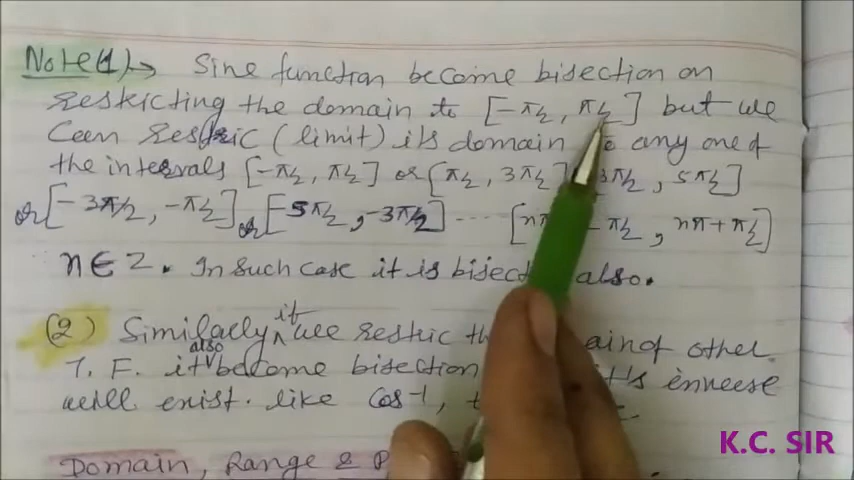 Note(1)→ Sine function become bisection on
restricting the domain to [-π/2, π/2] but we
Can restric (limit) it's domain to any one of
the intervals [-π/2, π/2] or [π/2, 3π/2] 3π/2, 5π/2]
or [-3π/2, -π/2] or [-5π/2, -3π/2] ---- [nπ - π/2, nπ+π/2]
n∈Z. In such case it is bisect also.
(2) Similarly if we restric the of other
T. F. it also become bisection it's inverse
will exist. like Cos-1,
Domain, Range &
K.C. SIR